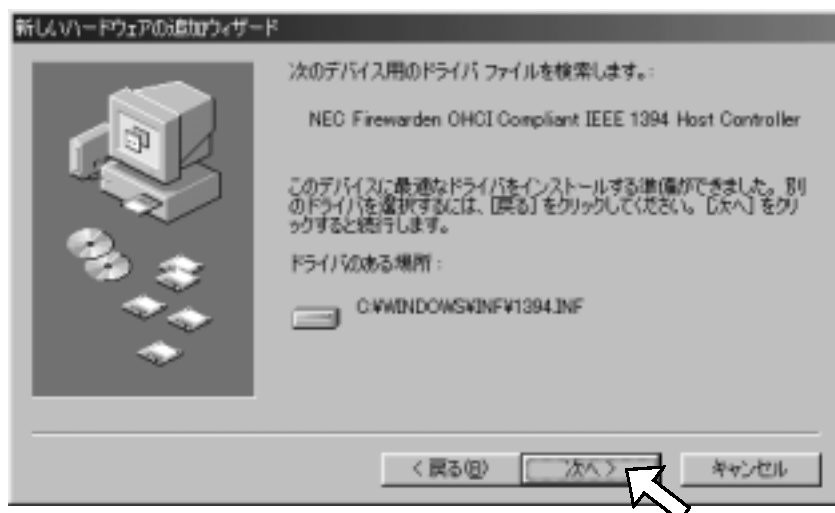 新しいハードウェアの追加ウィザード
次のデバイス用のドライバ ファイルを検索します。:
NEC Firewarden OHCI Compliant IEEE 1394 Host Controller
このデバイスに最適なドライバをインストールする準備ができました。別
のドライバを選択するには、[戻る] をクリックしてください。[次へ] をクリ
ックすると続行します。
ドライバのある場所:
C:¥WINDOWS¥INF¥1394.INF
< 戻る(B)
次へ >
キャンセル